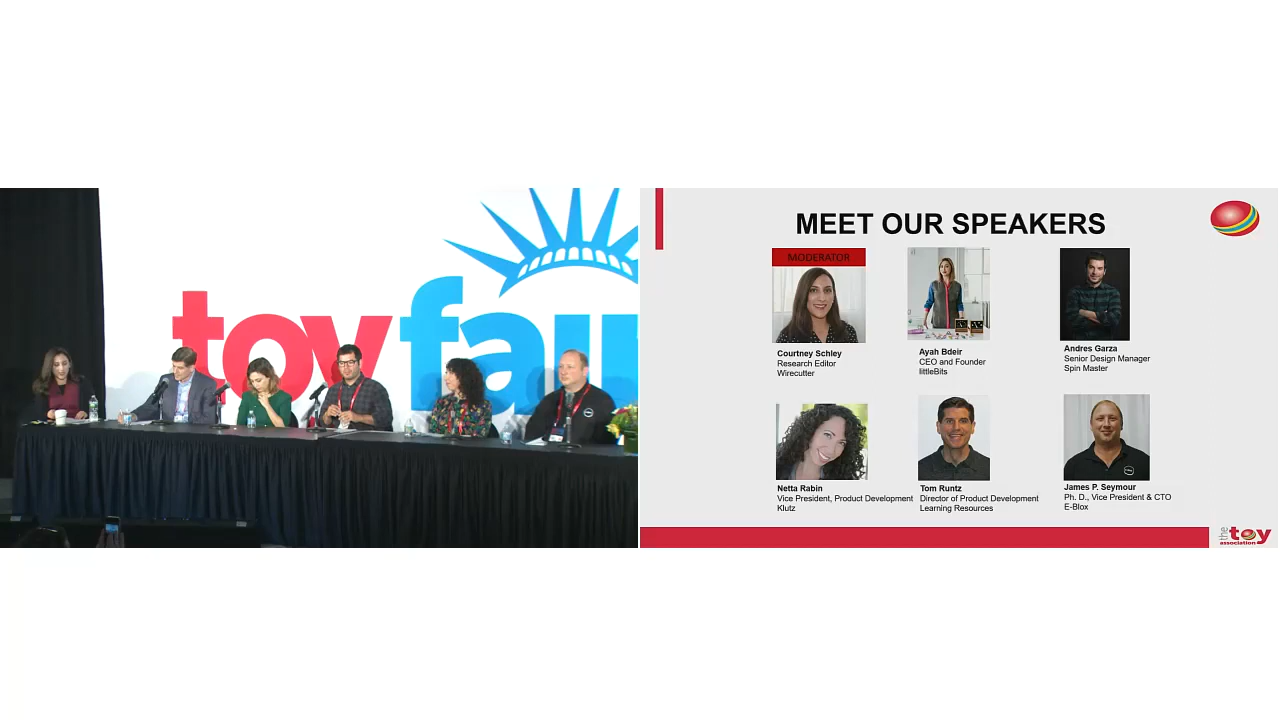 toy fair
MEET OUR SPEAKERS
MODERATOR
Courtney Schley
Research Editor
Wirecutter
Ayah Bdeir
CEO and Founder
littleBits
Andres Garza
Senior Design Manager
Spin Master
Netta Rabin
Vice President, Product Development
Klutz
Tom Runtz
Director of Product Development
Learning Resources
James P. Seymour
Ph. D., Vice President & CTO
E-Blox
the toy
association